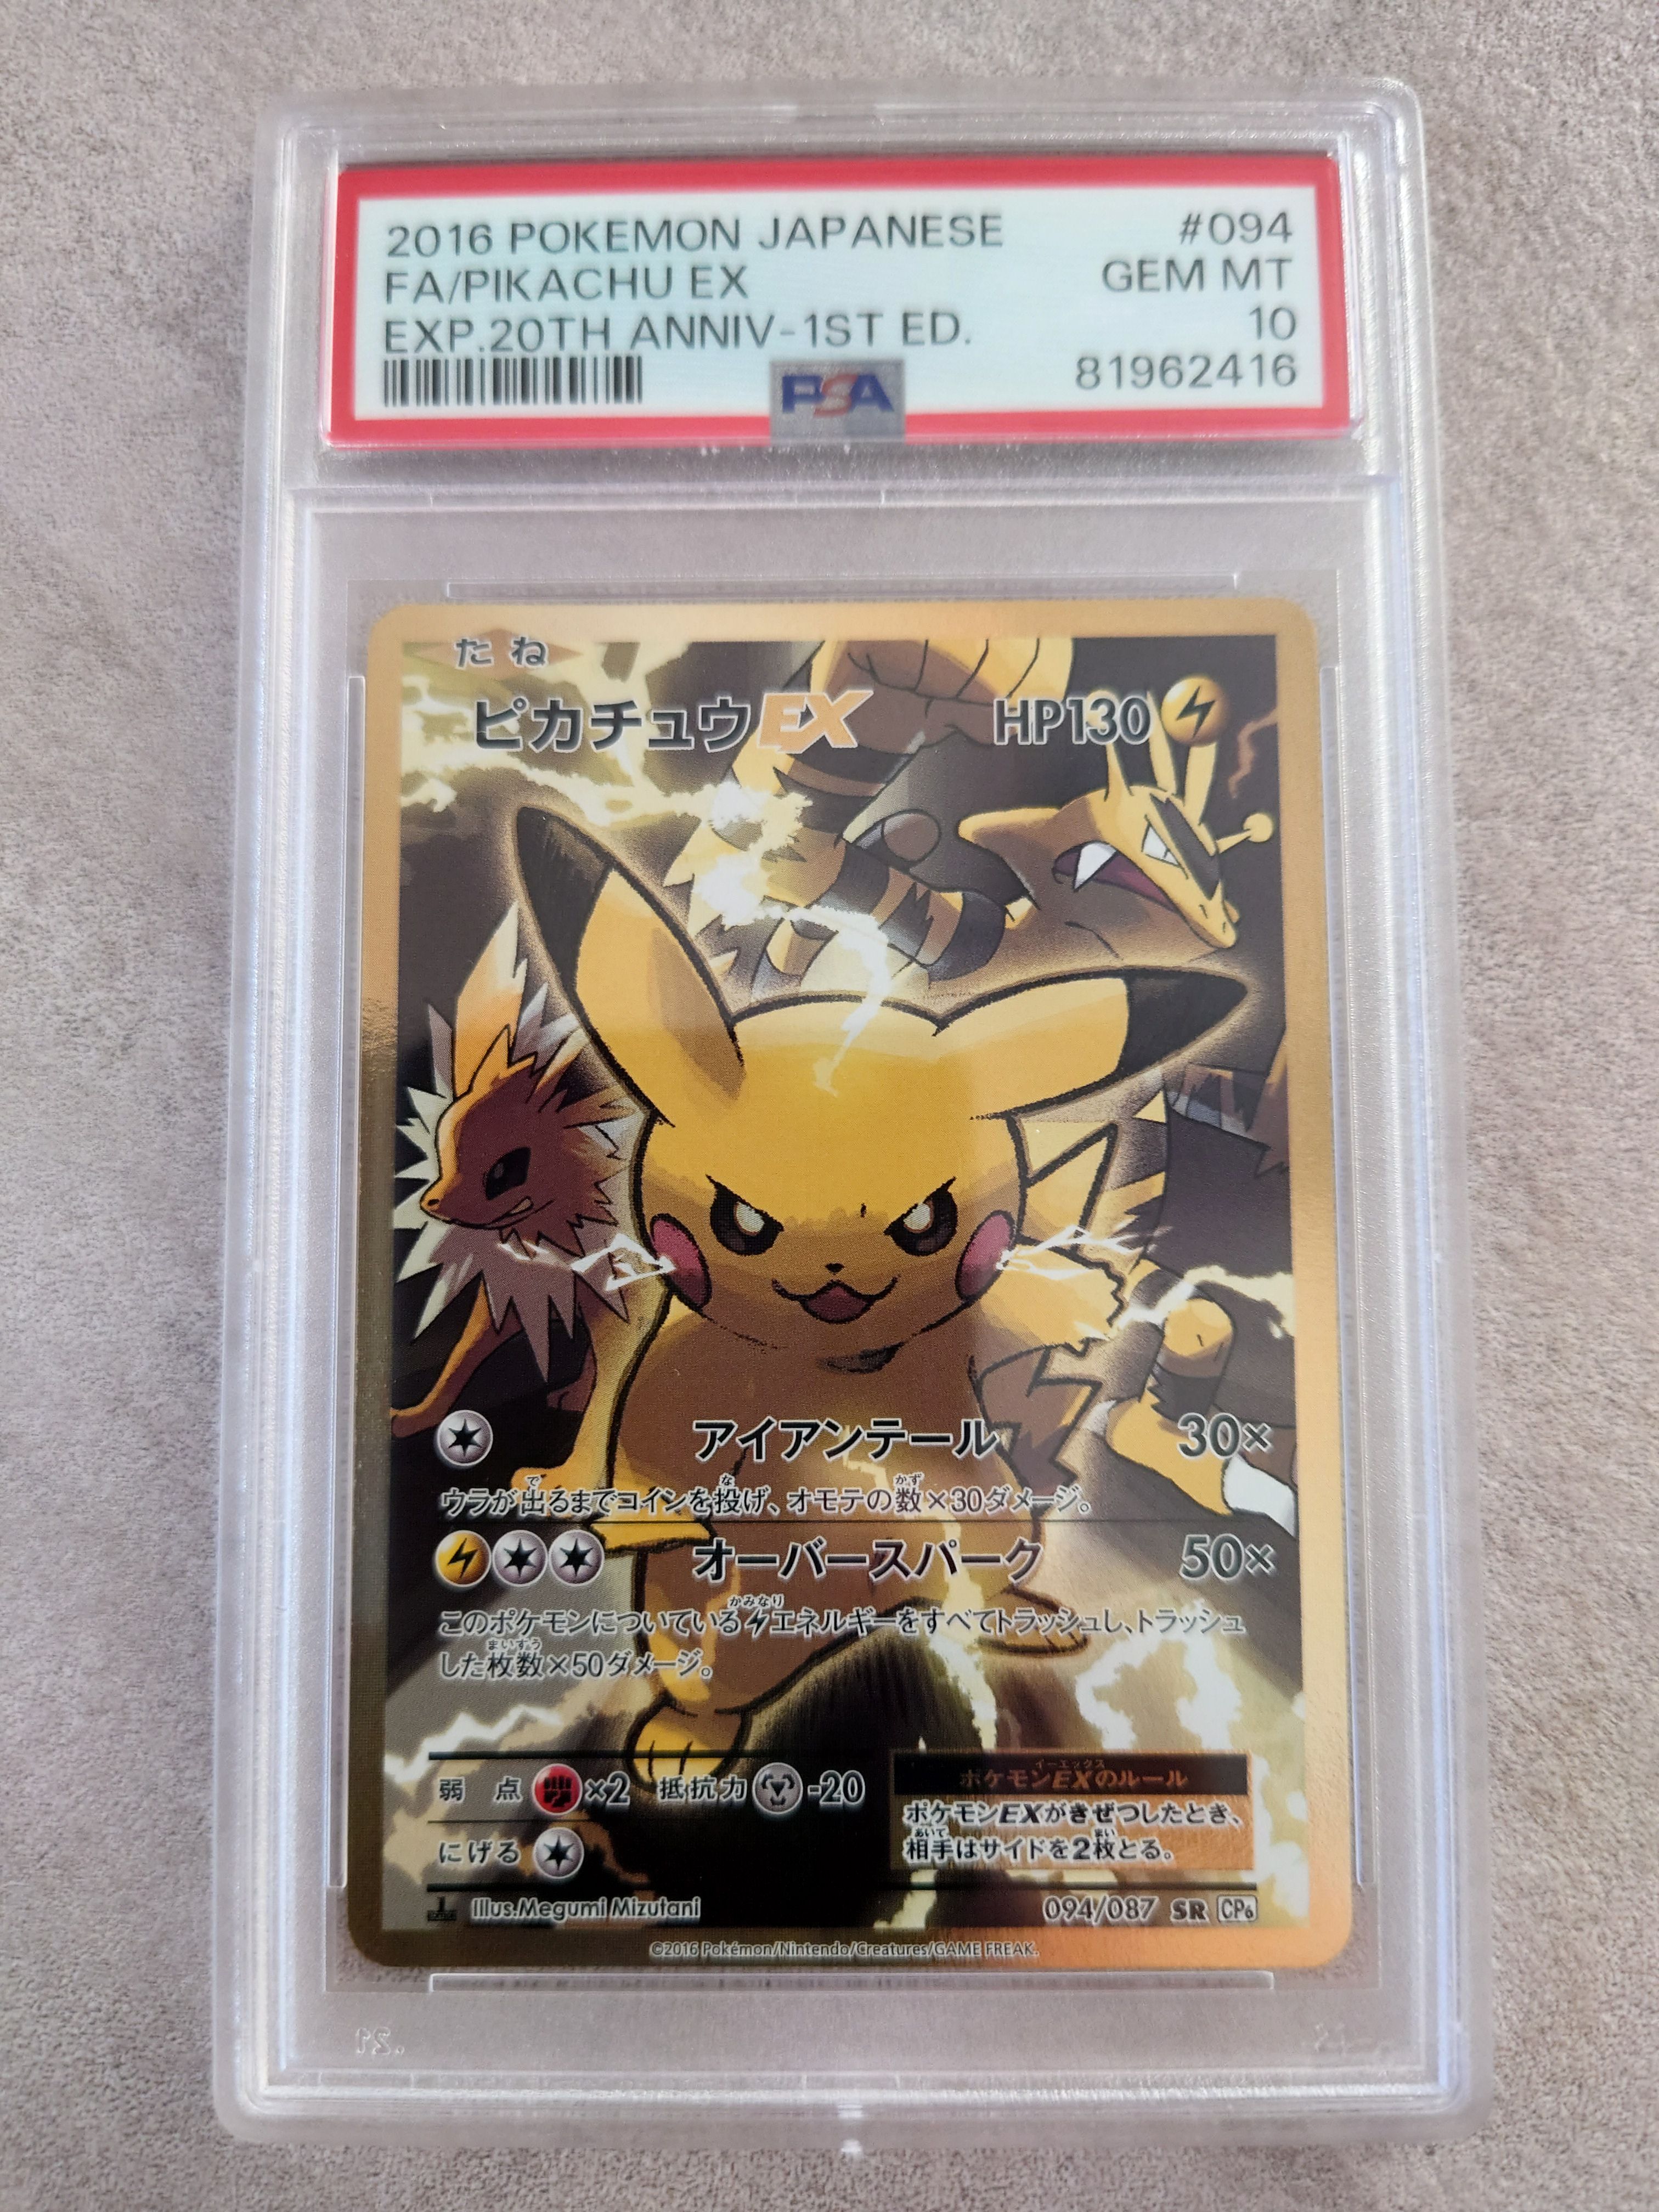 2016 POKEMON JAPANESE #094
FA/PIKACHU EX GEM MT
EXP.20TH ANNIV-1ST ED. 10
PSA 81962416
たね
ピカチュウEX HP130
アイアンテール 30×
ウラが出るまでコインを投げ、オモテの数×30ダメージ。
オーバースパーク 50×
このポケモンについているエネルギーをすべてトラッシュし、トラッシュ
した枚数×50ダメージ。
弱点 ×2 抵抗力 -20
にげる
ポケモンEXのルール
ポケモンEXがきぜつしたとき、
相手はサイドを2枚とる。
Illus.Megumi Mizutani
094/087 SR CP6
©2016 Pokémon/Nintendo/Creatures/GAME FREAK.